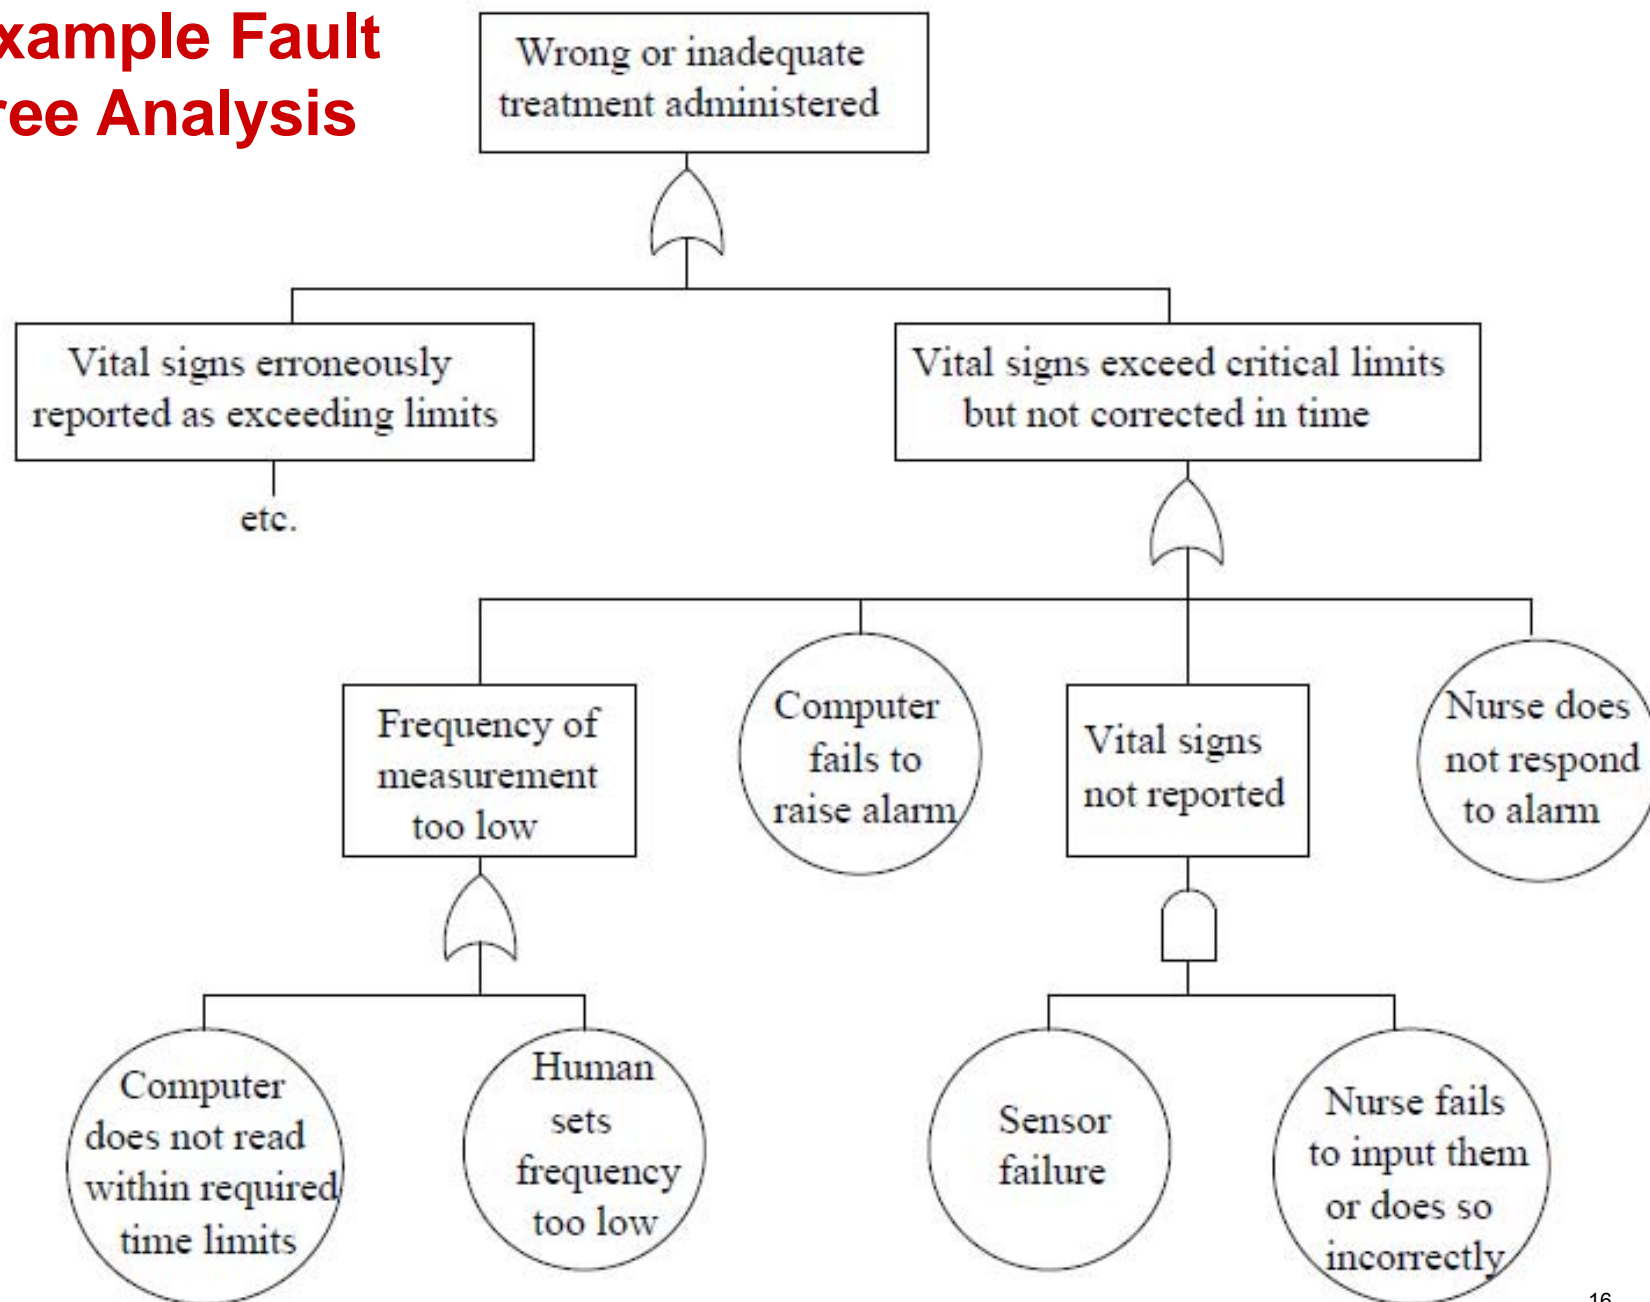 xample Fault
ree Analysis
Wrong or inadequate
treatment administered
Vital signs erroneously
reported as exceeding limits
Vital signs exceed critical limits
but not corrected in time
etc.
Frequency of
measurement
too low
Computer
fails to
raise alarm
Vital signs
not reported
Nurse does
not respond
to alarm
Computer
does not read
within required
time limits
Human
sets
frequency
too low
Sensor
failure
Nurse fails
to input them
or does so
incorrectly
16